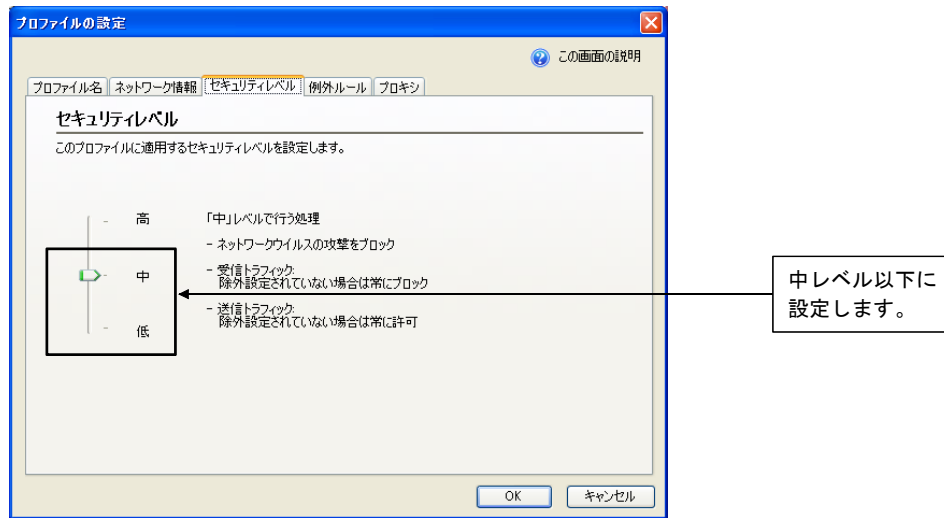 プロファイルの設定
この画面の説明
プロファイル名 ネットワーク情報 セキュリティレベル 例外ルール プロキシ
セキュリティレベル
このプロファイルに適用するセキュリティレベルを設定します。
高
「中」レベルで行う処理
- ネットワークウイルスの攻撃をブロック
中
- 受信トラフィック:
除外設定されていない場合は常にブロック
- 送信トラフィック:
除外設定されていない場合は常に許可
低
中レベル以下に
設定します。
OK キャンセル